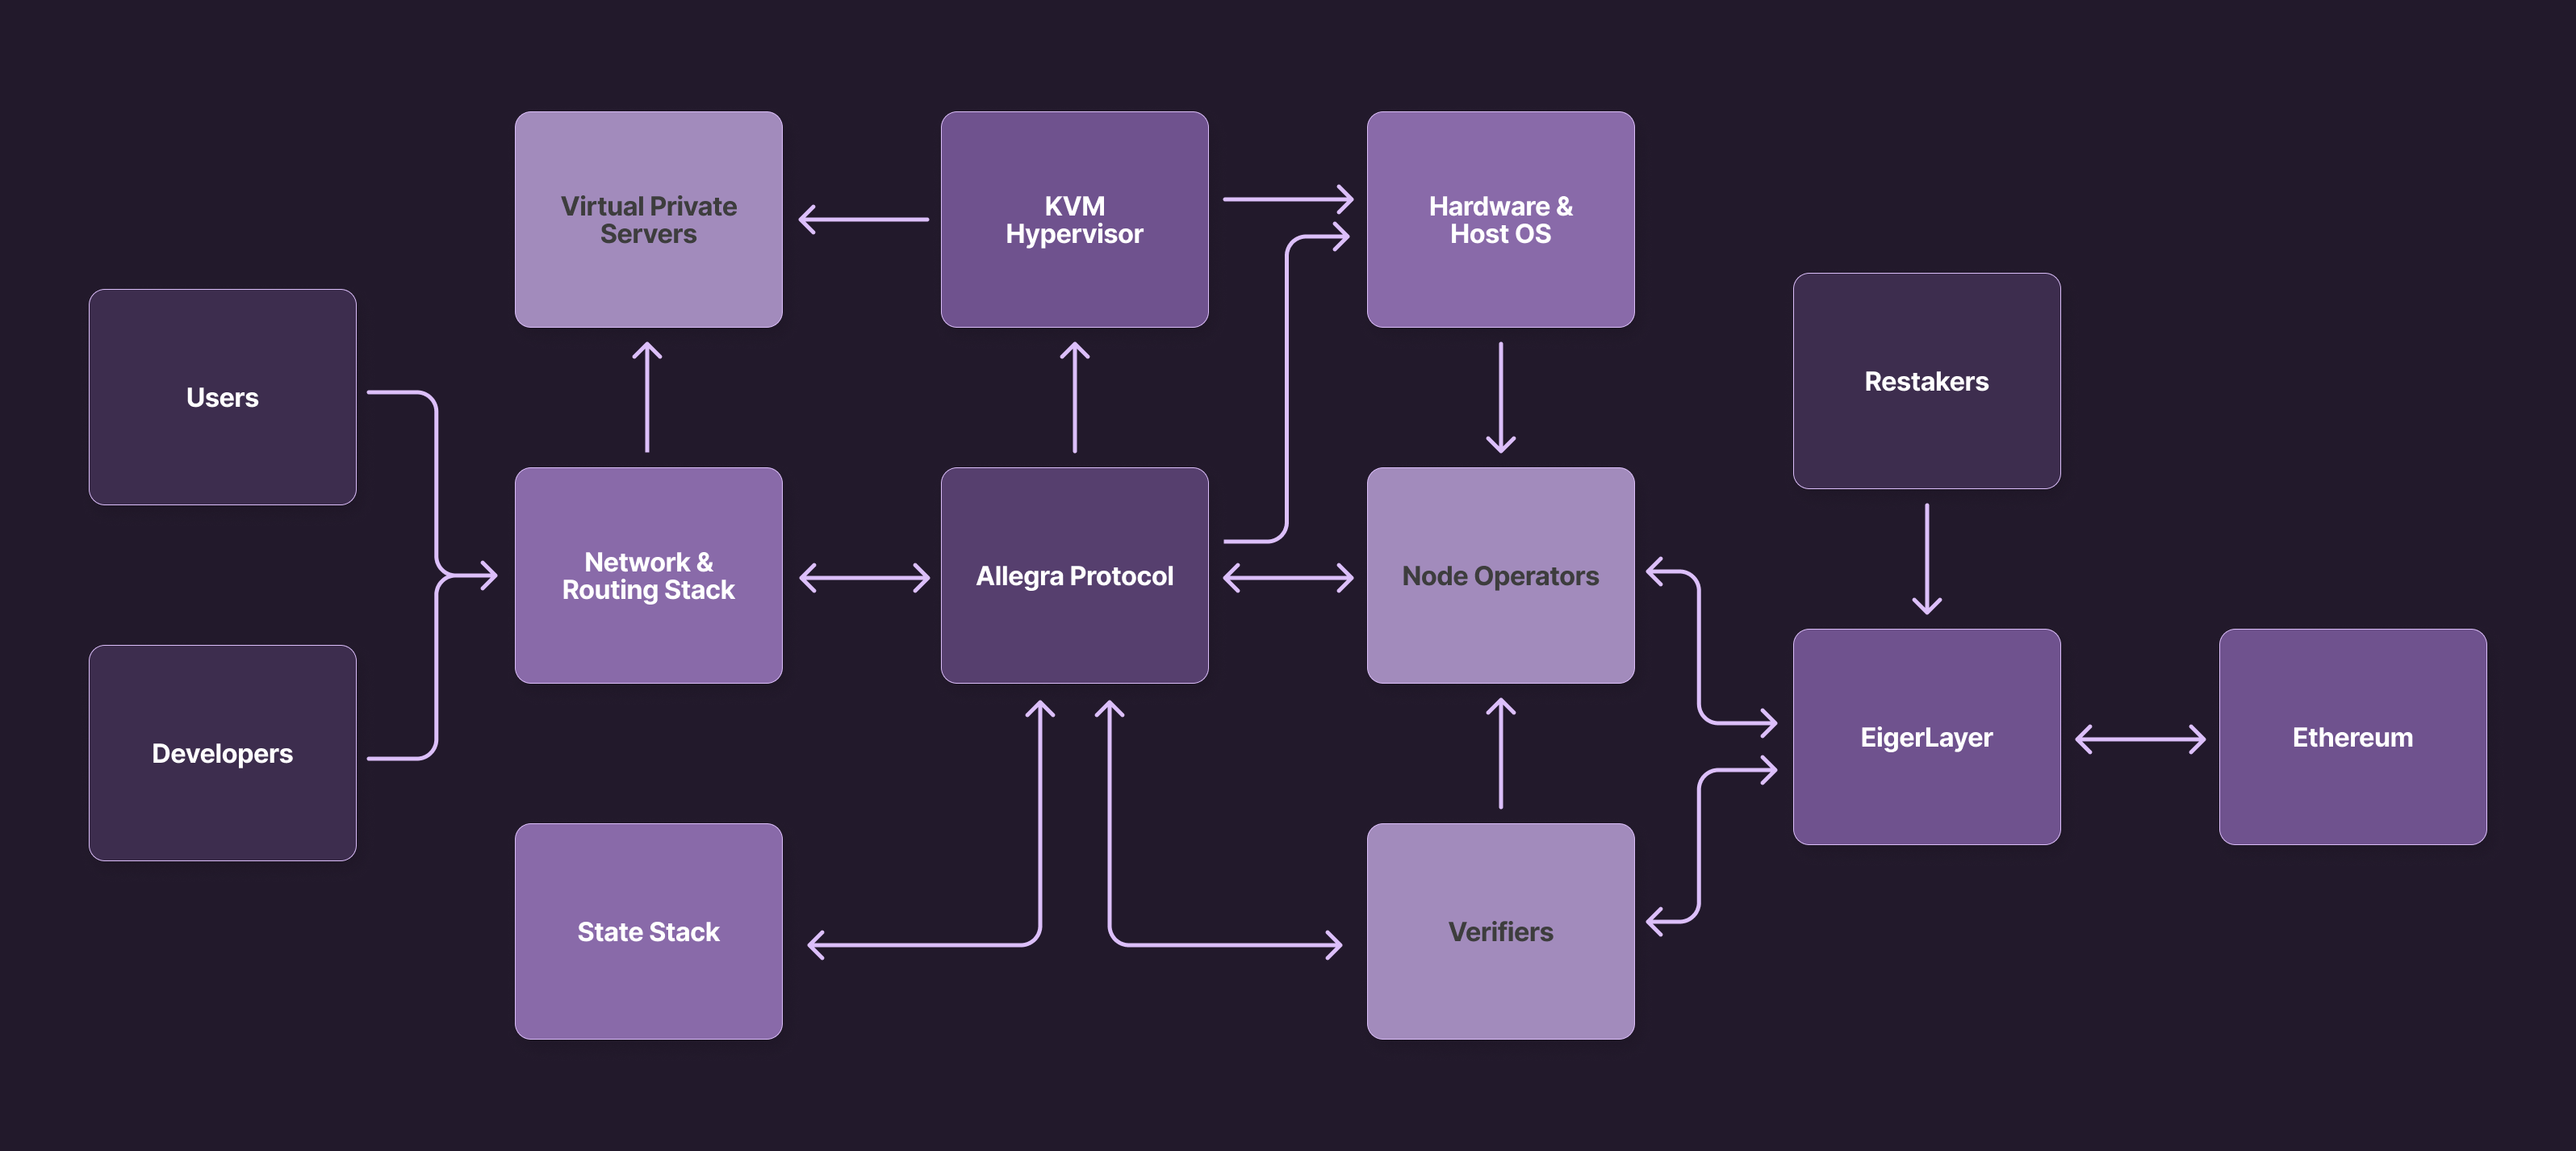 Virtual Private
Servers
KVM
Hypervisor
Hardware &
Host OS
Users
Restakers
Network &
Routing Stack
Allegra Protocol
Node Operators
Developers
EigerLayer
Ethereum
State Stack
Verifiers